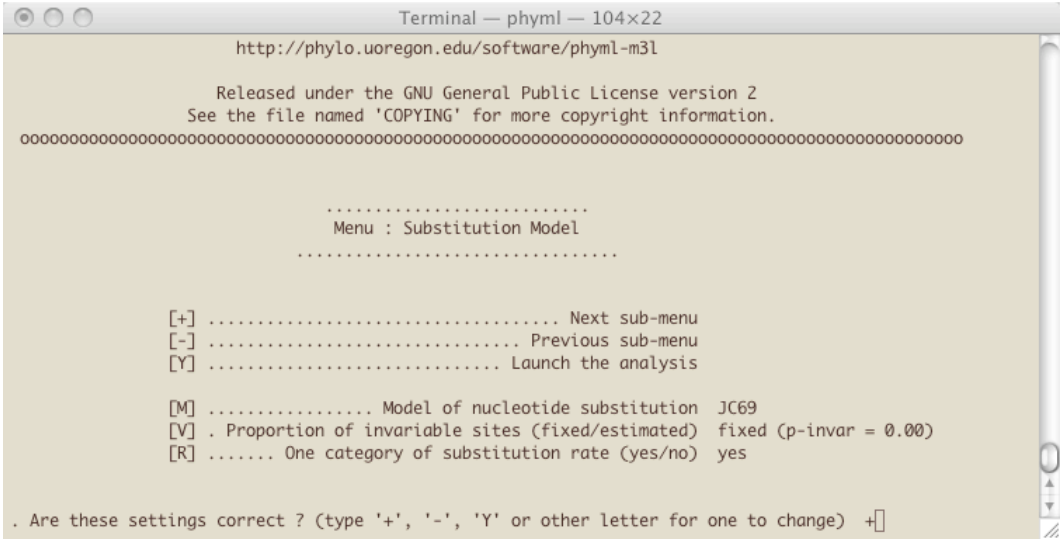 Terminal — phyml — 104×22
http://phylo.uoregon.edu/software/phyml-m3l
Released under the GNU General Public License version 2
See the file named 'COPYING' for more copyright information.
oooooooooooooooooooooooooooooooooooooooooooooooooooooooooooooooooooooooooooooooooooooooooooooooo
...........................
Menu : Substitution Model
.................................
[+] .................................... Next sub-menu
[-] ................................ Previous sub-menu
[Y] .............................. Launch the analysis
[M] ................. Model of nucleotide substitution  JC69
[V] . Proportion of invariable sites (fixed/estimated)  fixed (p-invar = 0.00)
[R] ....... One category of substitution rate (yes/no)  yes
. Are these settings correct ? (type '+', '-', 'Y' or other letter for one to change)  +